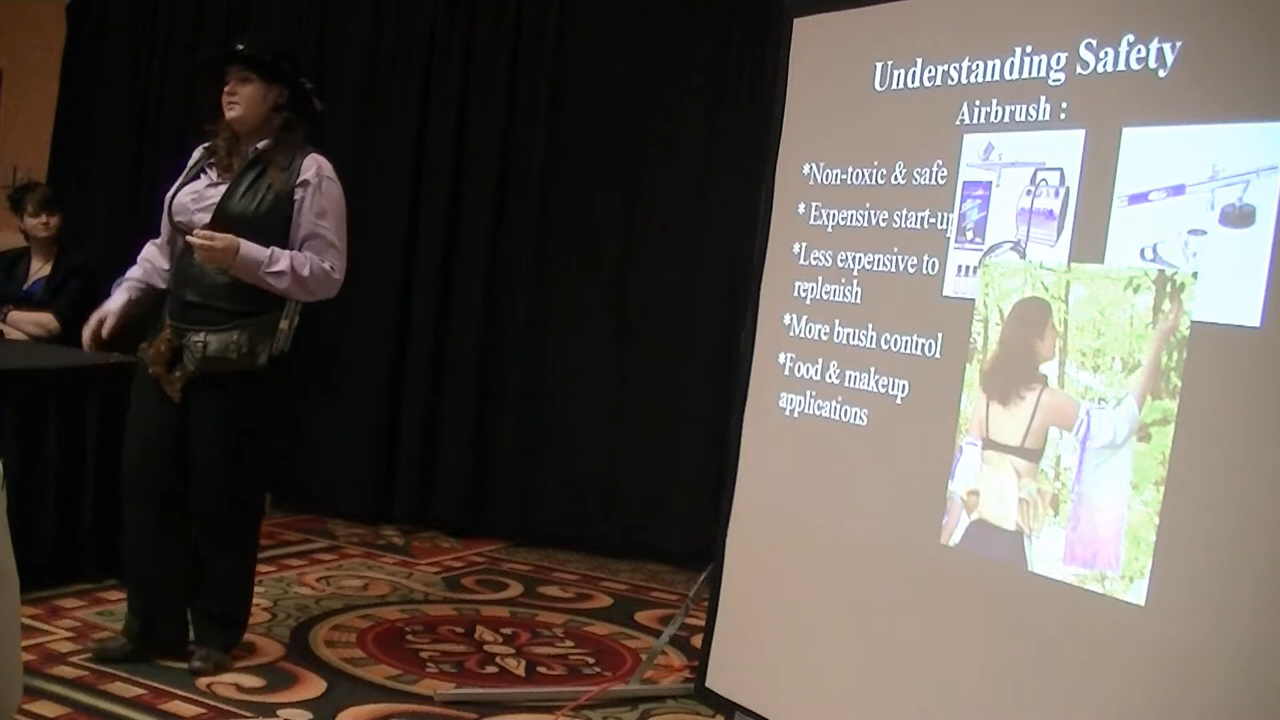 Understanding Safety
Airbrush :
*Non-toxic & safe
* Expensive start-up
*Less expensive to
replenish
*More brush control
*Food & makeup
applications